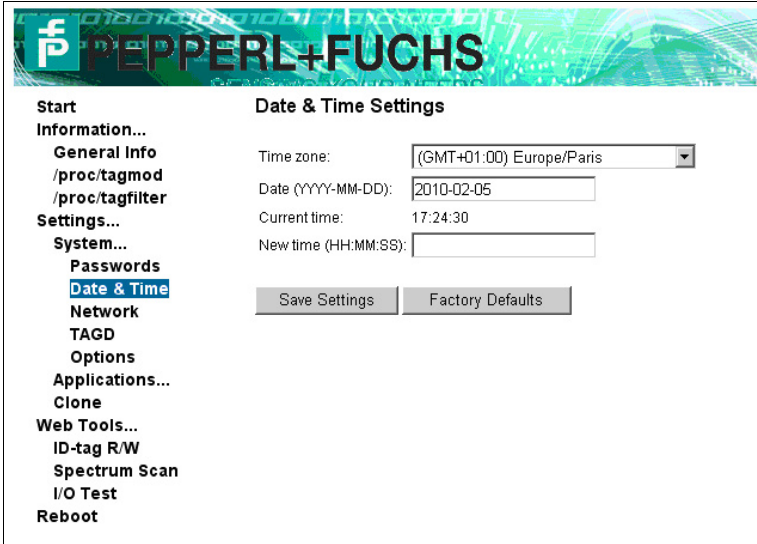 PEPPERL+FUCHS
Start
Information...
General Info
/proc/tagmod
/proc/tagfilter
Settings...
System...
Passwords
Date & Time
Network
TAGD
Options
Applications...
Clone
Web Tools...
ID-tag R/W
Spectrum Scan
I/O Test
Reboot
Date & Time Settings
Time zone: (GMT+01:00) Europe/Paris
Date (YYYY-MM-DD): 2010-02-05
Current time: 17:24:30
New time (HH:MM:SS):
Save Settings Factory Defaults